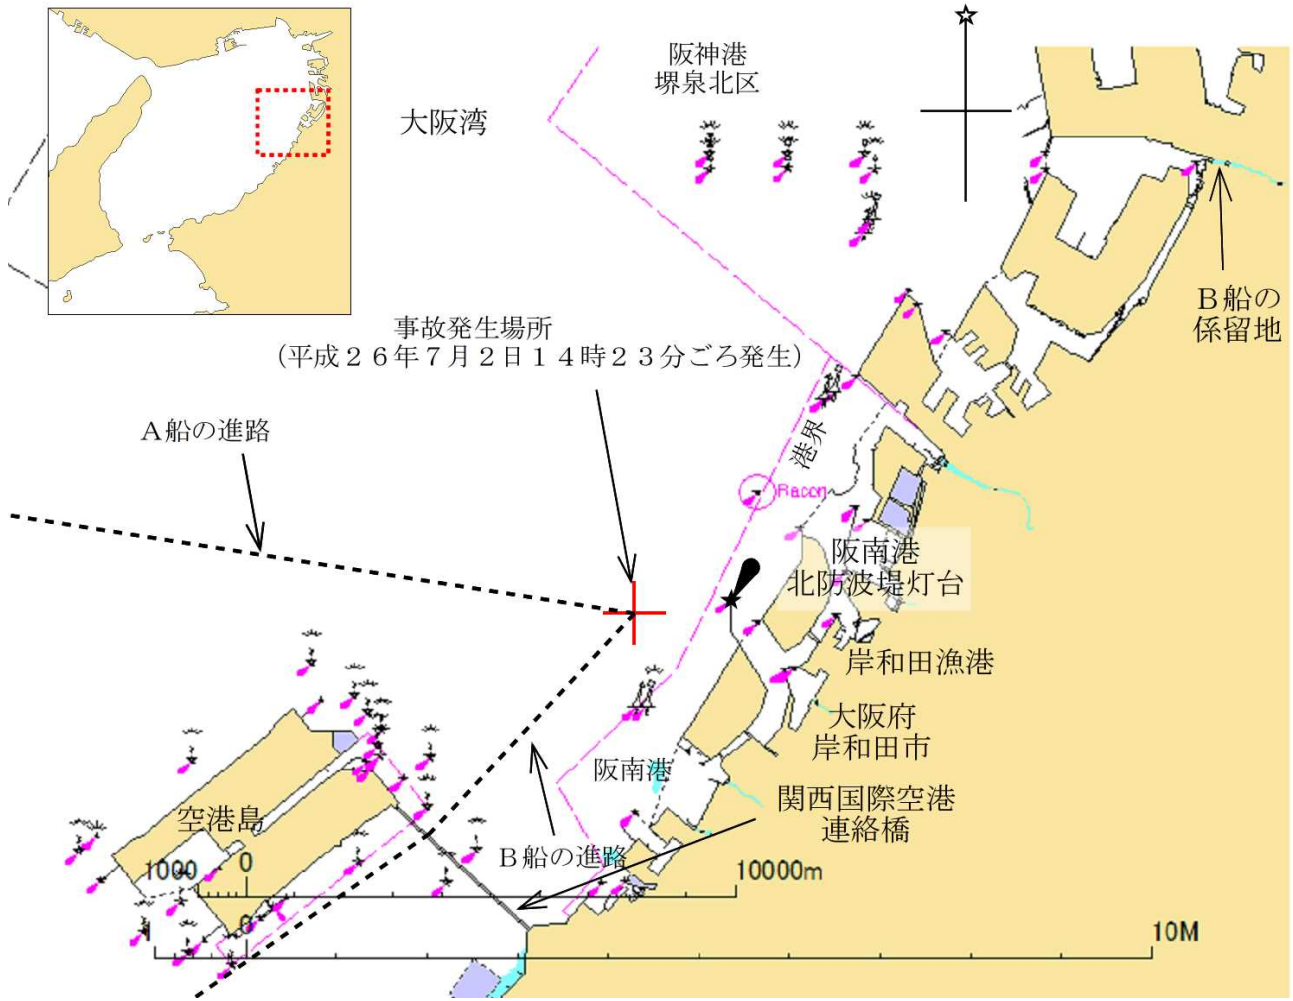 阪神港
堺泉北区
大阪湾
B船の
係留地
事故発生場所
(平成26年7月2日14時23分ごろ発生)
A船の進路
港界
Racon
阪南港
北防波堤灯台
岸和田漁港
大阪府
岸和田市
阪南港
関西国際空港
連絡橋
空港島
B船の進路
1000 0 10000m
1 0 10M